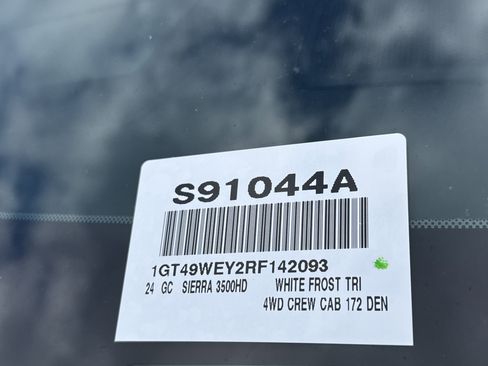 S91044A
1GT49WEY2RF142093
24 GC SIERRA 3500HD WHITE FROST TRI
4WD CREW CAB 172 DEN